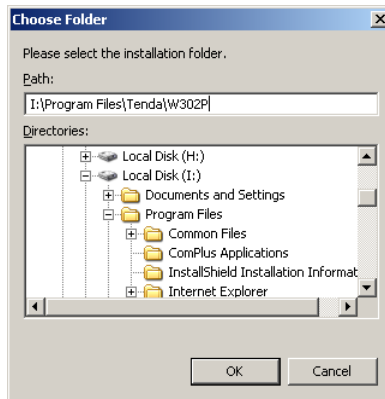 Choose Folder
Please select the installation folder.
Path:
I:\Program Files\Tenda\W302P
Directories:
Local Disk (H:)
Local Disk (I:)
Documents and Settings
Program Files
Common Files
ComPlus Applications
InstallShield Installation Informat
Internet Explorer
OK Cancel